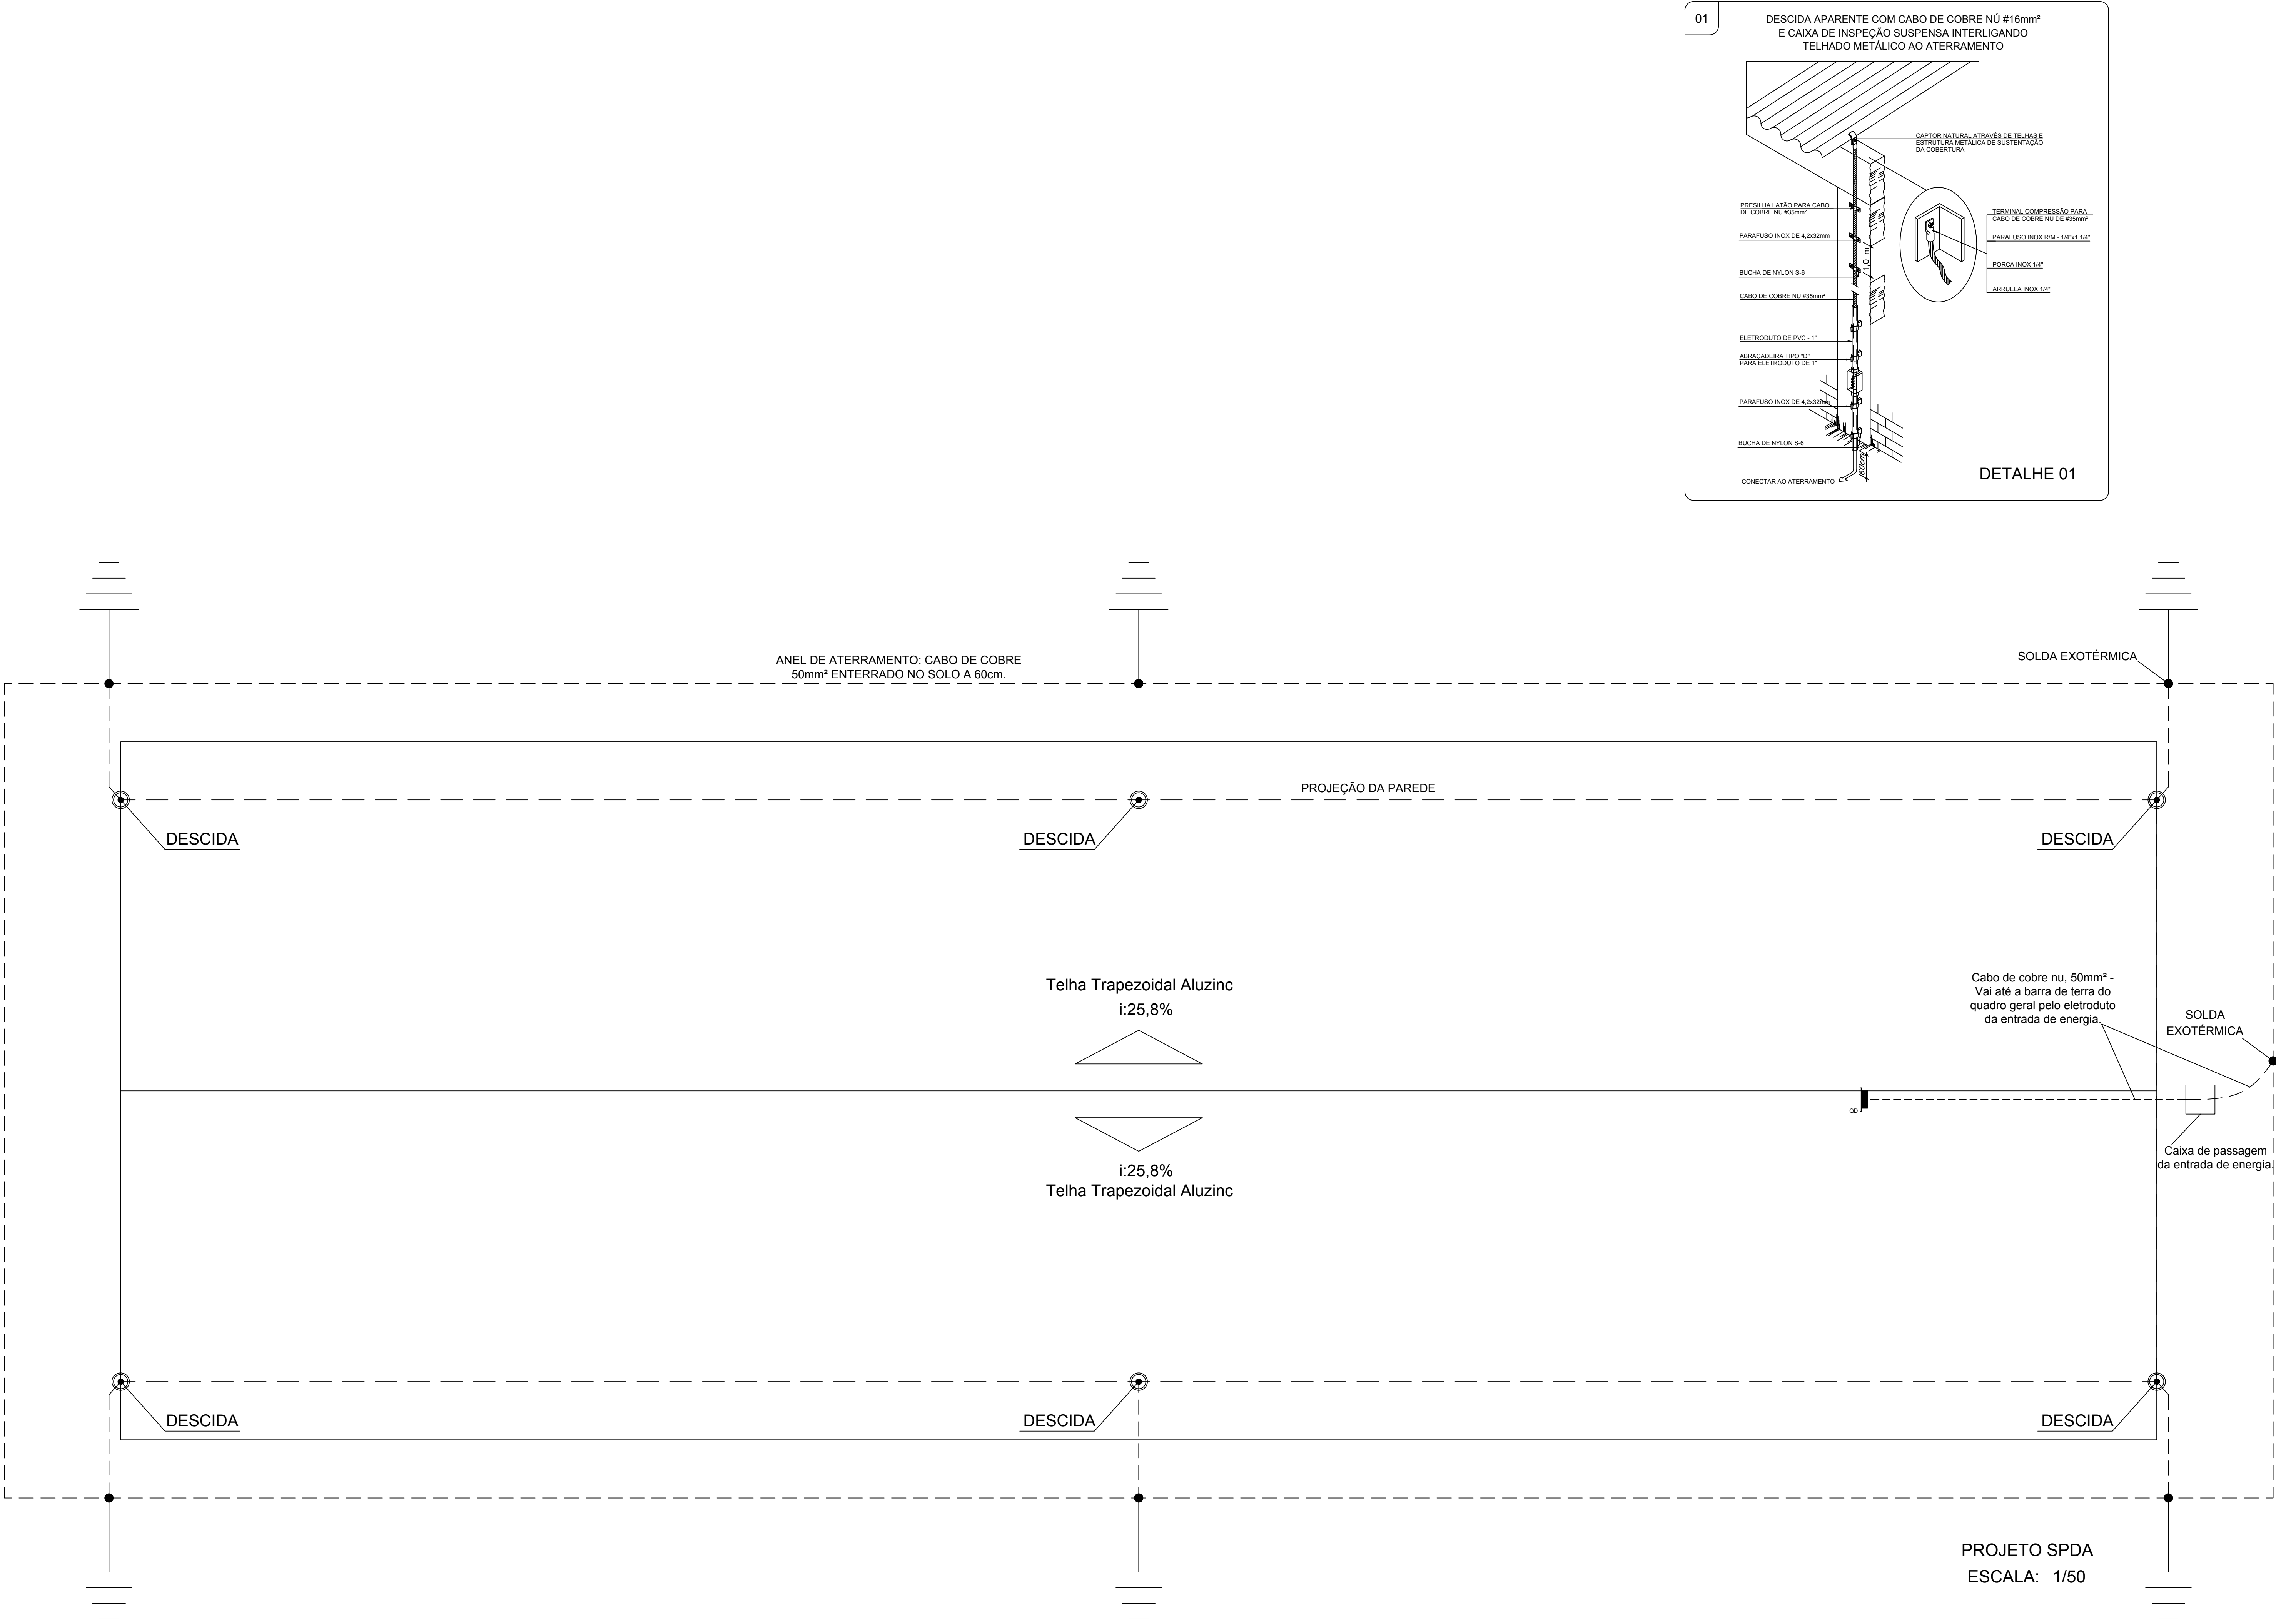 01
DESCIDA APARENTE COM CABO DE COBRE NÚ #16mm²
E CAIXA DE INSPEÇÃO SUSPENSA INTERLIGANDO
TELHADO METÁLICO AO ATERRAMENTO
CAPTOR NATURAL ATRAVÉS DE TELHAS E
ESTRUTURA METÁLICA DE SUSTENTAÇÃO
DA COBERTURA
PRESILHA LATÃO PARA CABO
DE COBRE NU #35mm²
PARAFUSO INOX DE 4,2x32mm
BUCHA DE NYLON S-6
CABO DE COBRE NU #35mm²
ELETRODUTO DE PVC - 1"
ABRAÇADEIRA TIPO "D"
PARA ELETRODUTO DE 1"
PARAFUSO INOX DE 4,2x32mm
BUCHA DE NYLON S-6
CONECTAR AO ATERRAMENTO
1,0 m
60cm
TERMINAL COMPRESSÃO PARA
CABO DE COBRE NU DE #35mm²
PARAFUSO INOX R/M - 1/4"x1.1/4"
PORCA INOX 1/4"
ARRUELA INOX 1/4"
DETALHE 01
ANEL DE ATERRAMENTO: CABO DE COBRE
50mm² ENTERRADO NO SOLO A 60cm.
SOLDA EXOTÉRMICA
PROJEÇÃO DA PAREDE
DESCIDA
DESCIDA
DESCIDA
Telha Trapezoidal Aluzinc
i:25,8%
Cabo de cobre nu, 50mm² -
Vai até a barra de terra do
quadro geral pelo eletroduto
da entrada de energia.
SOLDA
EXOTÉRMICA
QD
Caixa de passagem
da entrada de energia.
i:25,8%
Telha Trapezoidal Aluzinc
DESCIDA
DESCIDA
DESCIDA
PROJETO SPDA
ESCALA: 1/50